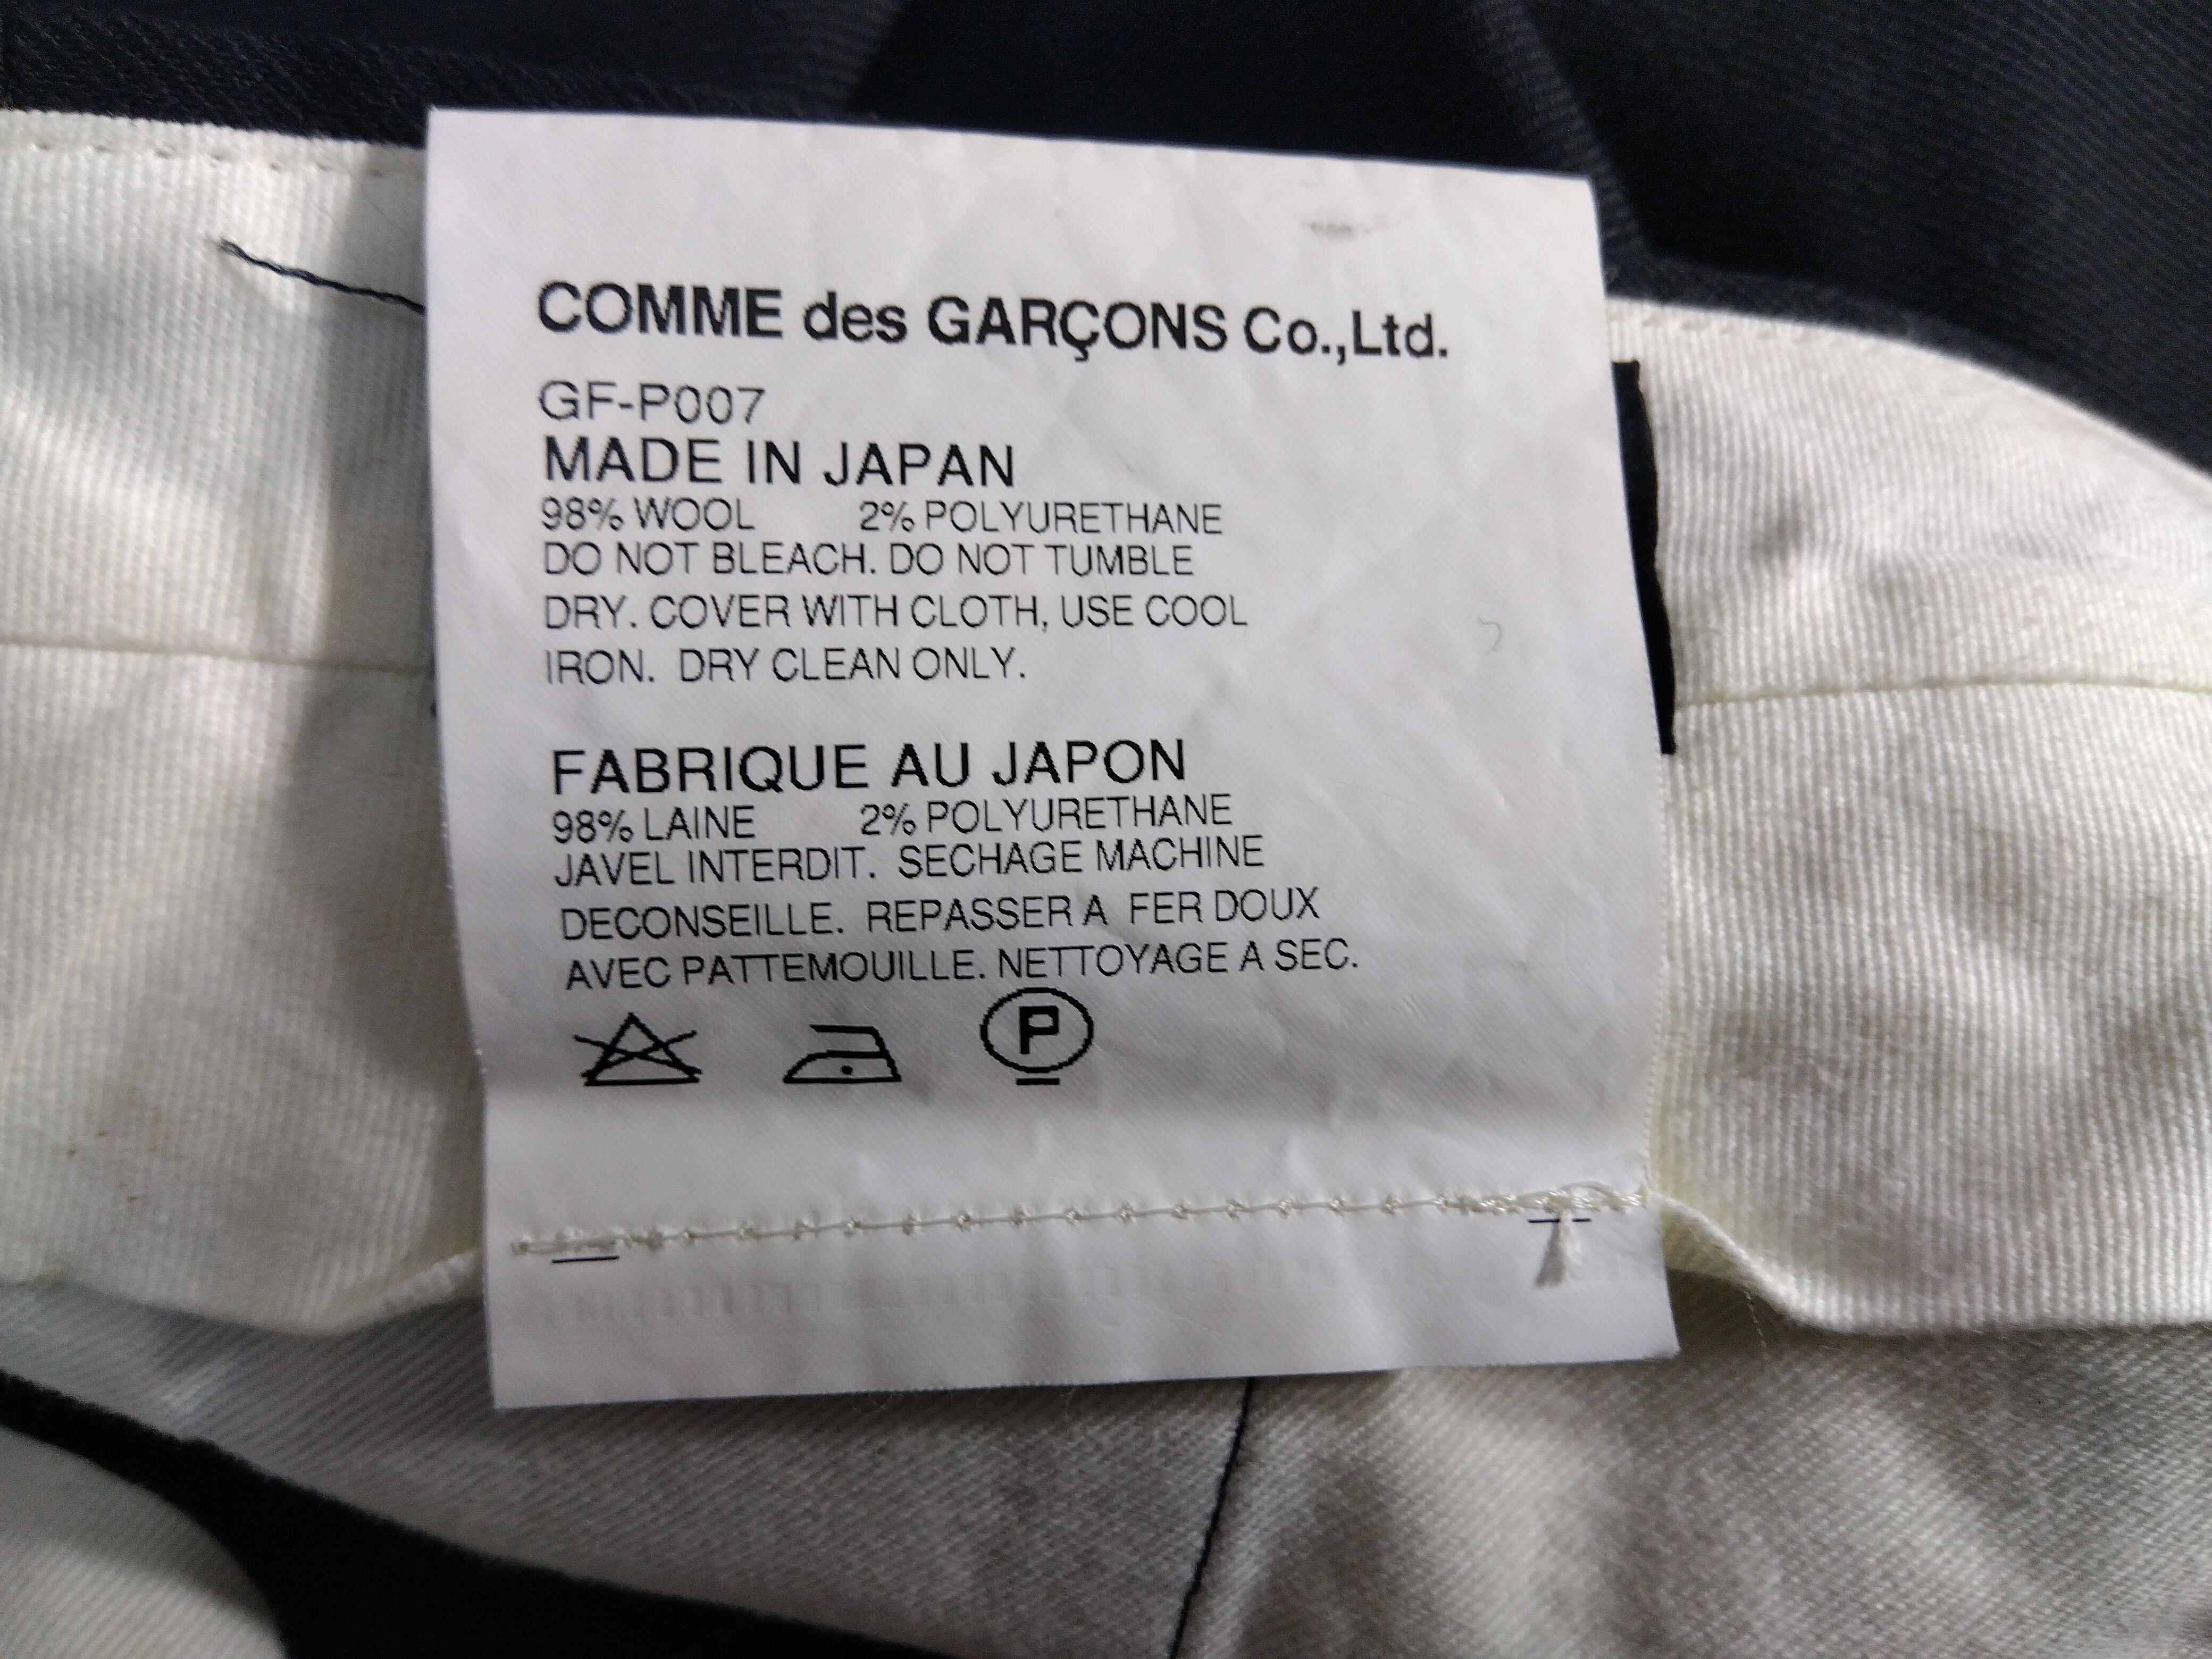 COMME des GARÇONS Co.,Ltd.
GF-P007
MADE IN JAPAN
98% WOOL 2% POLYURETHANE
DO NOT BLEACH. DO NOT TUMBLE
DRY. COVER WITH CLOTH, USE COOL
IRON. DRY CLEAN ONLY.
FABRIQUE AU JAPON
98% LAINE 2% POLYURETHANE
JAVEL INTERDIT. SECHAGE MACHINE
DECONSEILLE. REPASSER A FER DOUX
AVEC PATTEMOUILLE. NETTOYAGE A SEC.
P